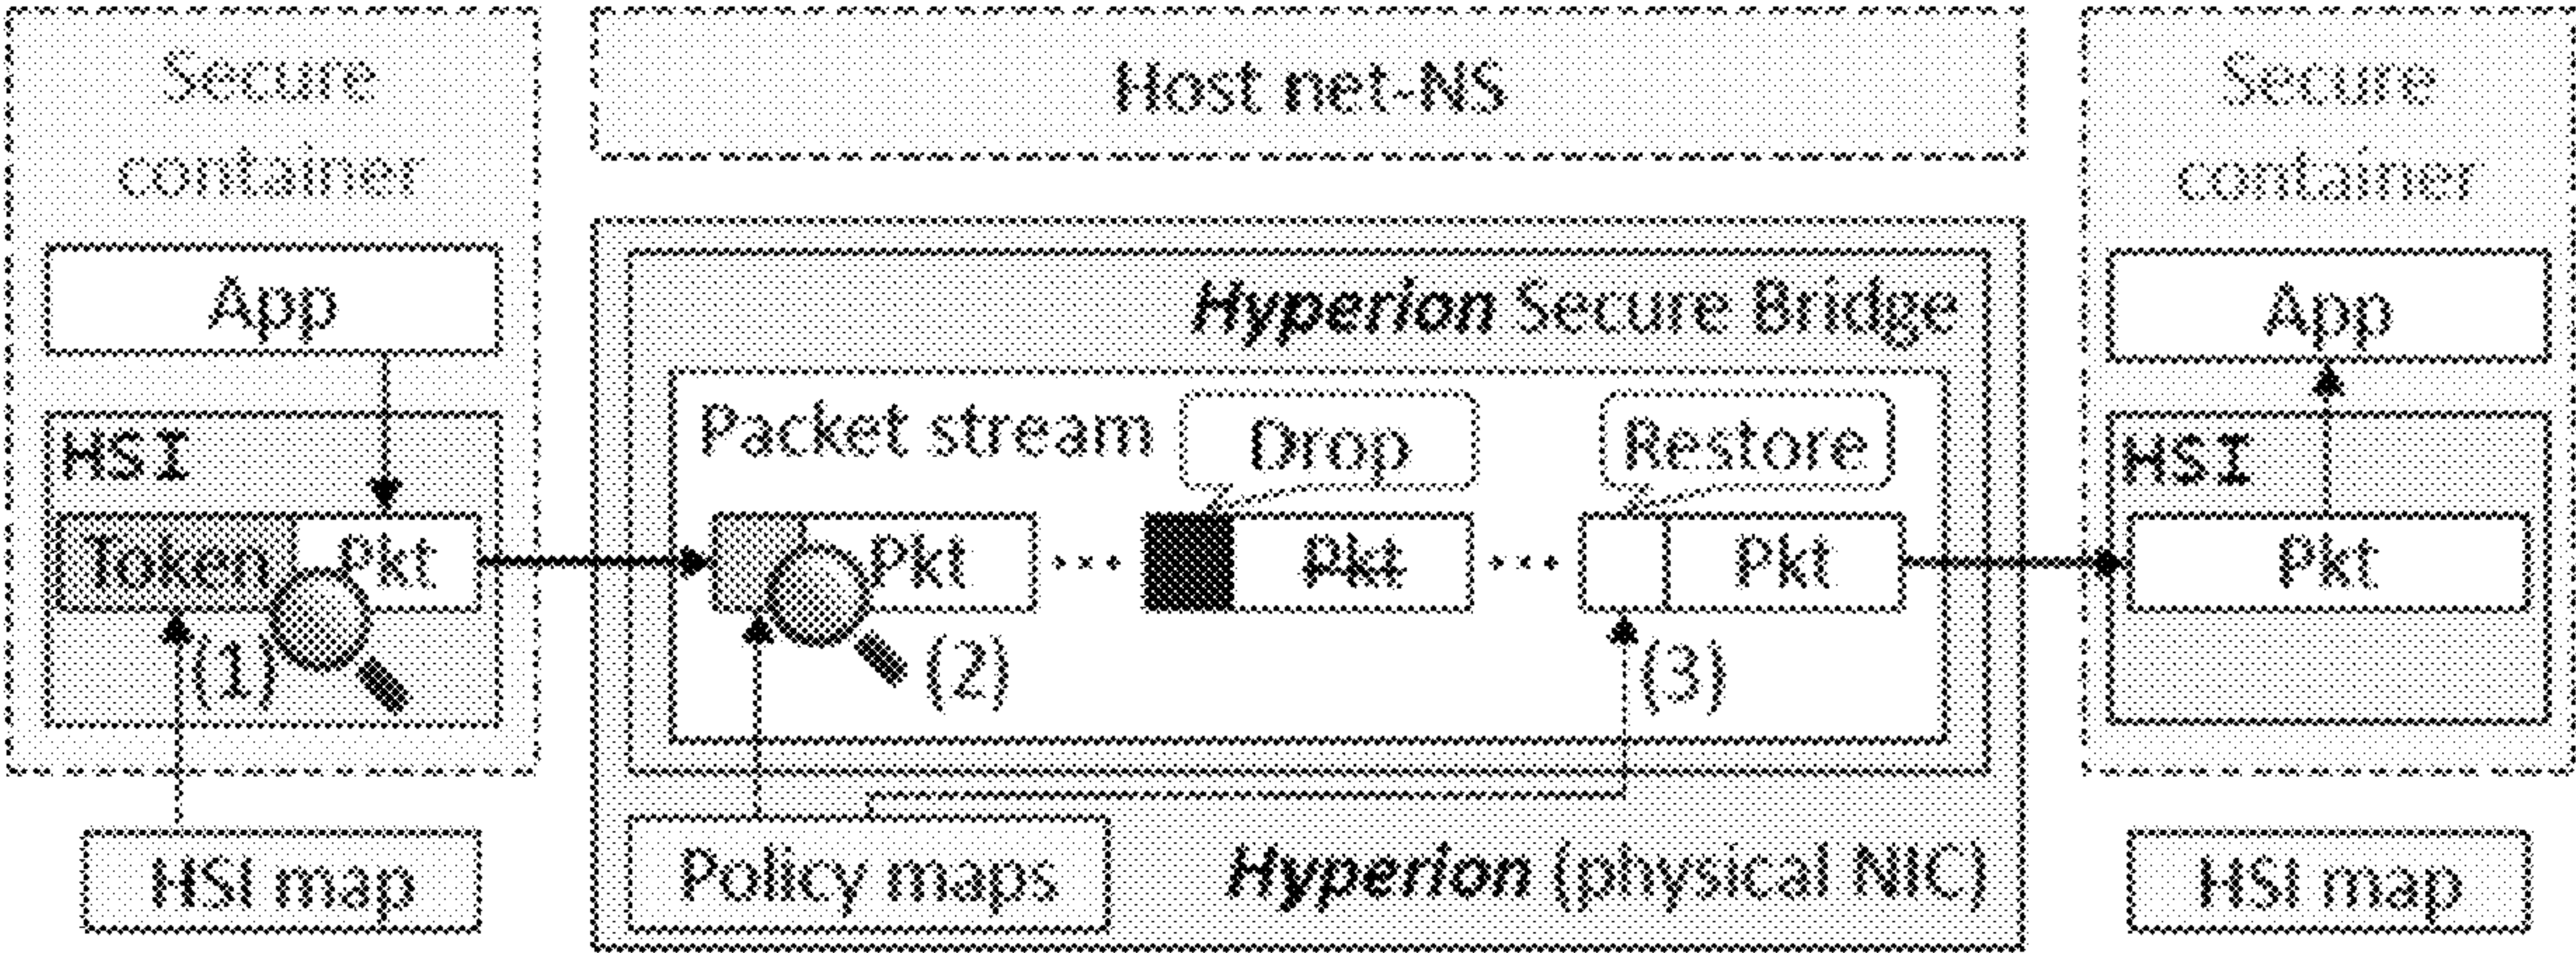 Secure
container
App
HSI
Token Pkt
(1)
HSI map
Host net-NS
Hyperion Secure Bridge
Packet stream
Drop
Restore
Pkt ... Pkt ... Pkt
(2)
(3)
Policy maps
Hyperion (physical NIC)
Secure
container
App
HSI
Pkt
HSI map